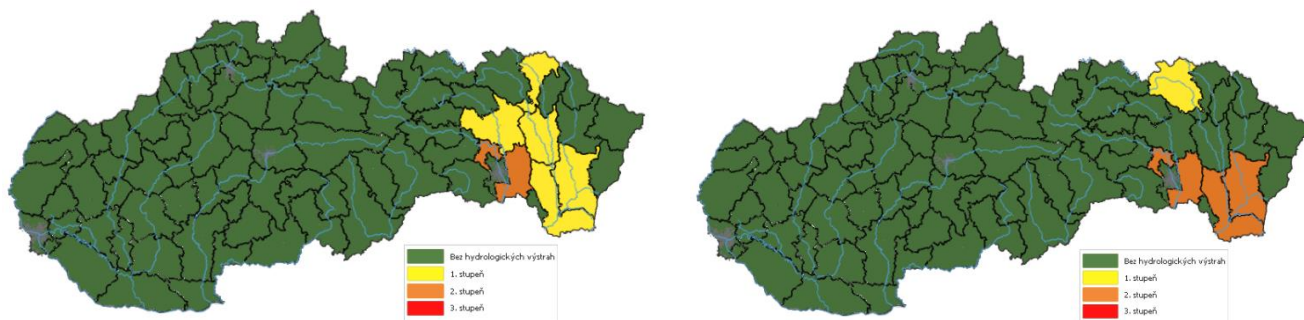 Bez hydrologických výstrah
1. stupeň
2. stupeň
3. stupeň
Bez hydrologických výstrah
1. stupeň
2. stupeň
3. stupeň